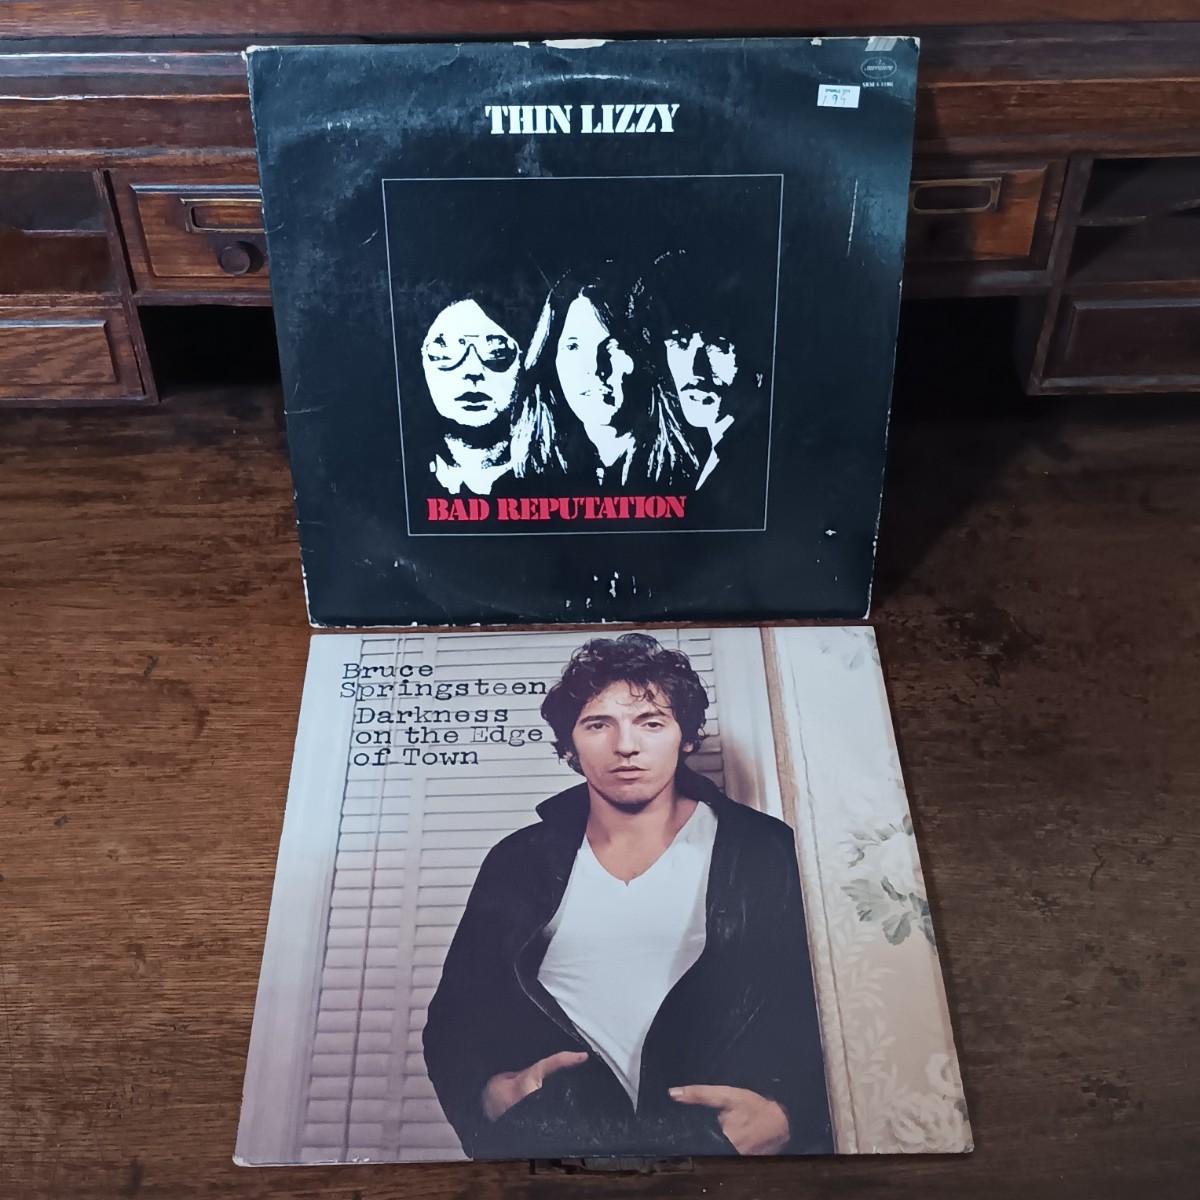 THIN LIZZY
BAD REPUTATION
Bruce
Springsteen
Darkness
on the Edge
of Town